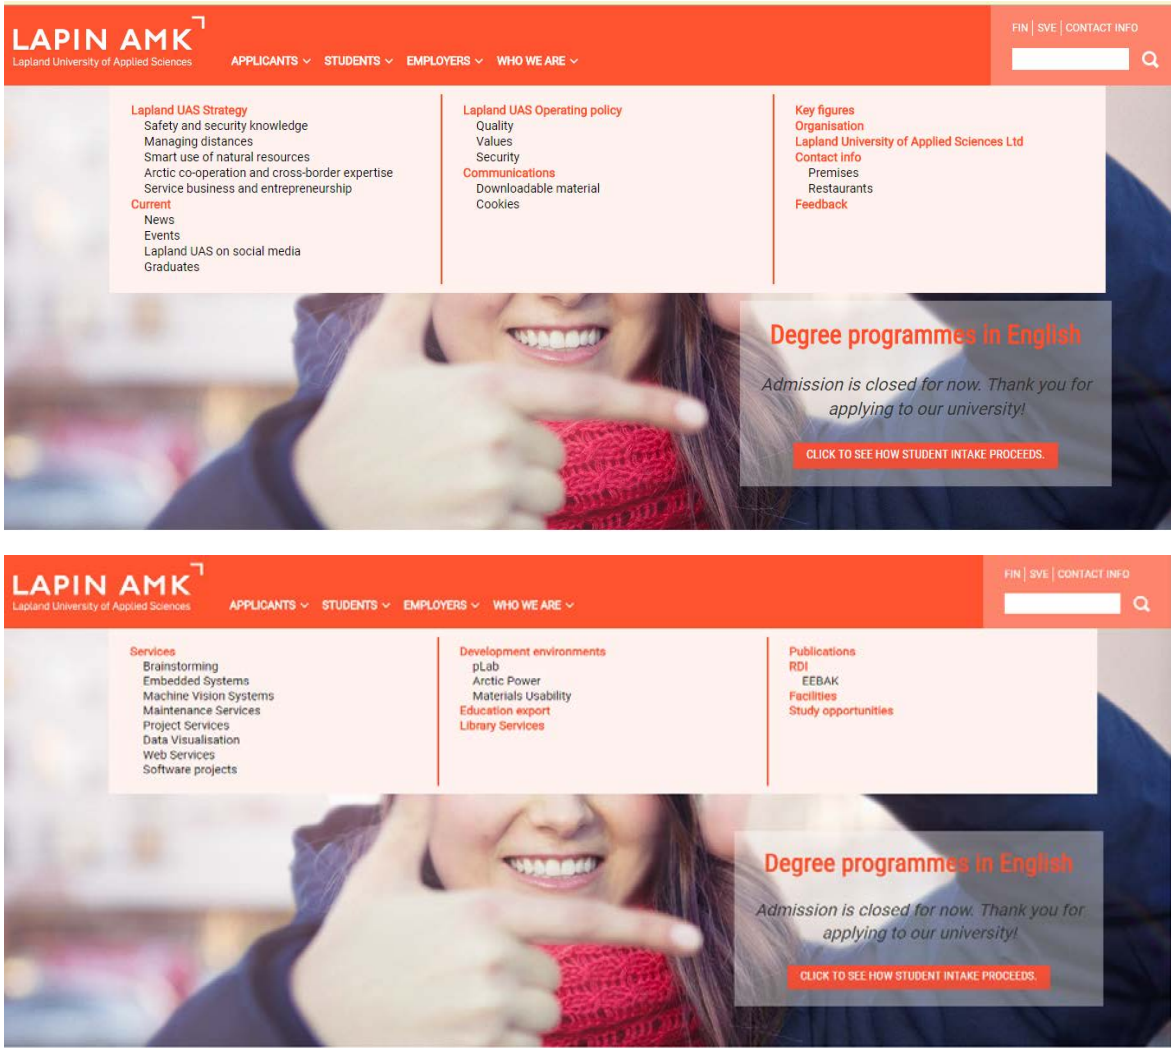 LAPIN AMK
Lapland University of Applied Sciences
APPLICANTS STUDENTS EMPLOYERS WHO WE ARE
FIN | SVE | CONTACT INFO
Lapland UAS Strategy
Safety and security knowledge
Managing distances
Smart use of natural resources
Arctic co-operation and cross-border expertise
Service business and entrepreneurship
Current
News
Events
Lapland UAS on social media
Graduates
Lapland UAS Operating policy
Quality
Values
Security
Communications
Downloadable material
Cookies
Key figures
Organisation
Lapland University of Applied Sciences Ltd
Contact info
Premises
Restaurants
Feedback
Degree programmes in English
Admission is closed for now. Thank you for
applying to our university!
CLICK TO SEE HOW STUDENT INTAKE PROCEEDS.
LAPIN AMK
Lapland University of Applied Sciences
APPLICANTS STUDENTS EMPLOYERS WHO WE ARE
FIN | SVE | CONTACT INFO
Services
Brainstorming
Embedded Systems
Machine Vision Systems
Maintenance Services
Project Services
Data Visualisation
Web Services
Software projects
Development environments
pLab
Arctic Power
Materials Usability
Education export
Library Services
Publications
RDI
EEBAK
Facilities
Study opportunities
Degree programmes in English
Admission is closed for now. Thank you for
applying to our university!
CLICK TO SEE HOW STUDENT INTAKE PROCEEDS.